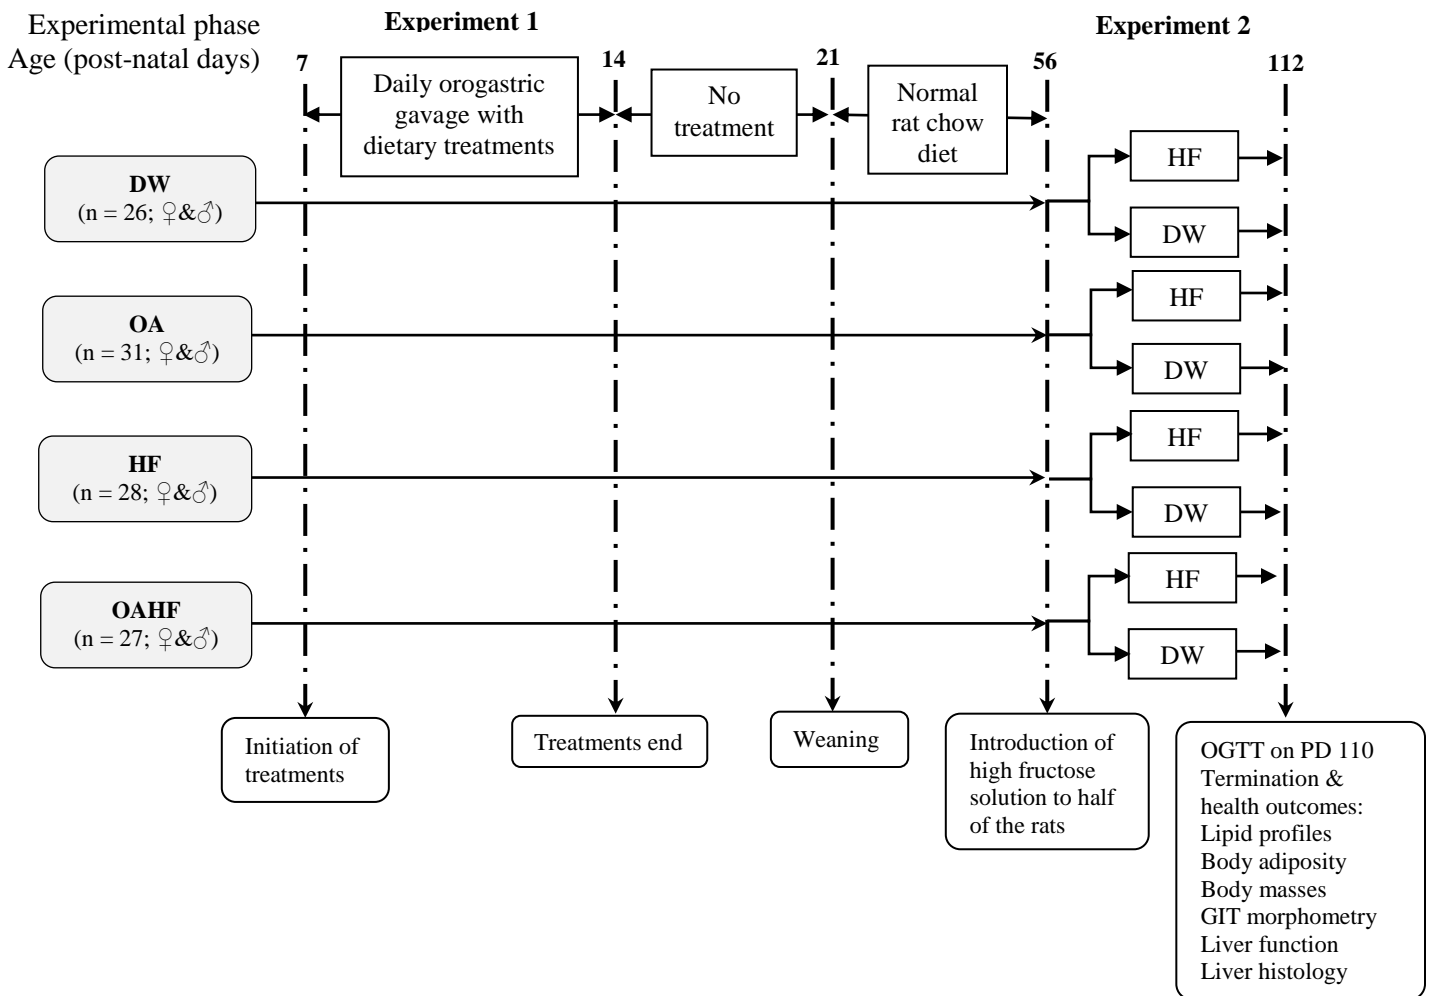 Experimental phase
Experiment 1
Experiment 2
Age (post-natal days)
7
14
21
56
112
Daily orogastric
gavage with
dietary treatments
No
treatment
Normal
rat chow
diet
DW
(n = 26; ♀&♂)
HF
DW
OA
(n = 31; ♀&♂)
HF
DW
HF
(n = 28; ♀&♂)
HF
DW
OAHF
(n = 27; ♀&♂)
HF
DW
Initiation of
treatments
Treatments end
Weaning
Introduction of
high fructose
solution to half
of the rats
OGTT on PD 110
Termination &
health outcomes:
Lipid profiles
Body adiposity
Body masses
GIT morphometry
Liver function
Liver histology